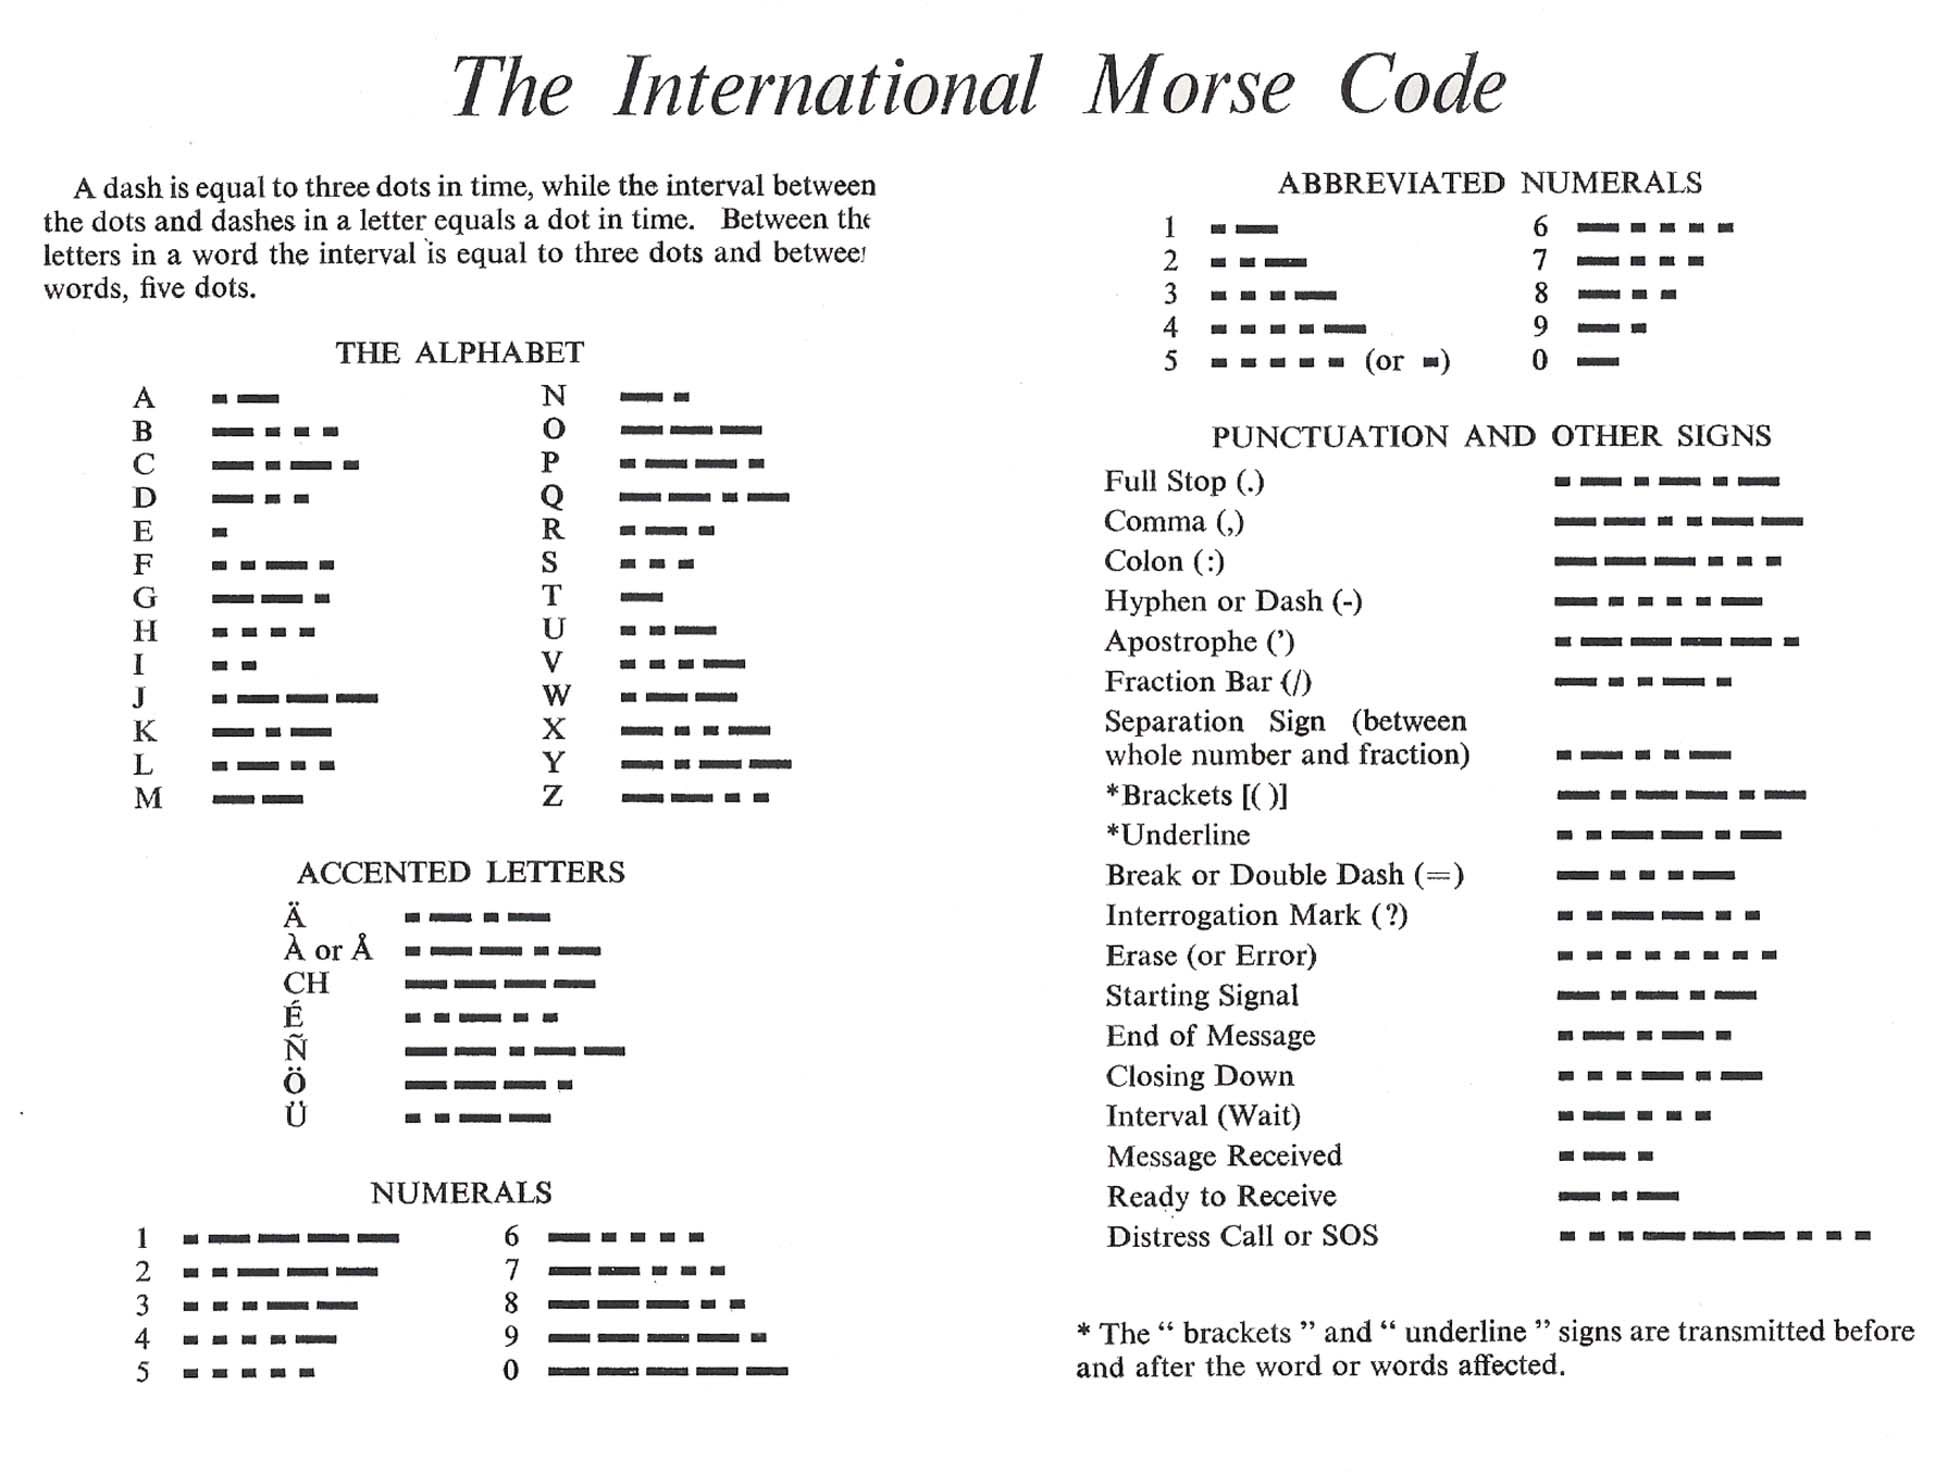 The International Morse Code
A dash is equal to three dots in time, while the interval between
the dots and dashes in a letter equals a dot in time. Between the
letters in a word the interval is equal to three dots and between
words, five dots.
THE ALPHABET
A ▪ ▬ N ▬ ▪
B ▬ ▪ ▪ ▪ O ▬ ▬ ▬
C ▬ ▪ ▬ ▪ P ▪ ▬ ▬ ▪
D ▬ ▪ ▪ Q ▬ ▬ ▪ ▬
E ▪ R ▪ ▬ ▪
F ▪ ▪ ▬ ▪ S ▪ ▪ ▪
G ▬ ▬ ▪ T ▬
H ▪ ▪ ▪ ▪ U ▪ ▪ ▬
I ▪ ▪ V ▪ ▪ ▪ ▬
J ▪ ▬ ▬ ▬ W ▪ ▬ ▬
K ▬ ▪ ▬ X ▬ ▪ ▪ ▬
L ▪ ▬ ▪ ▪ Y ▬ ▪ ▬ ▬
M ▬ ▬ Z ▬ ▬ ▪ ▪
ACCENTED LETTERS
Ä ▪ ▬ ▪ ▬
À or Å ▪ ▬ ▬ ▪ ▬
CH ▬ ▬ ▬ ▬
É ▪ ▪ ▬ ▪ ▪
Ñ ▬ ▬ ▪ ▬ ▬
Ö ▬ ▬ ▬ ▪
Ü ▪ ▪ ▬ ▬
NUMERALS
1 ▪ ▬ ▬ ▬ ▬ 6 ▬ ▪ ▪ ▪ ▪
2 ▪ ▪ ▬ ▬ ▬ 7 ▬ ▬ ▪ ▪ ▪
3 ▪ ▪ ▪ ▬ ▬ 8 ▬ ▬ ▬ ▪ ▪
4 ▪ ▪ ▪ ▪ ▬ 9 ▬ ▬ ▬ ▬ ▪
5 ▪ ▪ ▪ ▪ ▪ 0 ▬ ▬ ▬ ▬ ▬
ABBREVIATED NUMERALS
1 ▪ ▬ 6 ▬ ▪ ▪ ▪ ▪
2 ▪ ▪ ▬ 7 ▬ ▪ ▪ ▪
3 ▪ ▪ ▪ ▬ 8 ▬ ▪ ▪
4 ▪ ▪ ▪ ▪ ▬ 9 ▬ ▪
5 ▪ ▪ ▪ ▪ ▪ (or ▪) 0 ▬
PUNCTUATION AND OTHER SIGNS
Full Stop (.) ▪ ▬ ▪ ▬ ▪ ▬
Comma (,) ▬ ▬ ▪ ▪ ▬ ▬
Colon (:) ▬ ▬ ▬ ▪ ▪ ▪
Hyphen or Dash (-) ▬ ▪ ▪ ▪ ▪ ▬
Apostrophe (’) ▪ ▬ ▬ ▬ ▬ ▪
Fraction Bar (/) ▬ ▪ ▪ ▬ ▪
Separation Sign (between
whole number and fraction) ▪ ▬ ▪ ▪ ▬
*Brackets [( )] ▬ ▪ ▬ ▬ ▪ ▬
*Underline ▪ ▪ ▬ ▬ ▪ ▬
Break or Double Dash (=) ▬ ▪ ▪ ▪ ▬
Interrogation Mark (?) ▪ ▪ ▬ ▬ ▪ ▪
Erase (or Error) ▪ ▪ ▪ ▪ ▪ ▪ ▪ ▪
Starting Signal ▬ ▪ ▬ ▪ ▬
End of Message ▪ ▬ ▪ ▬ ▪
Closing Down ▪ ▪ ▪ ▬ ▪ ▬
Interval (Wait) ▪ ▬ ▪ ▪ ▪
Message Received ▪ ▬ ▪
Ready to Receive ▬ ▪ ▬
Distress Call or SOS ▪ ▪ ▪ ▬ ▬ ▬ ▪ ▪ ▪
* The “ brackets ” and “ underline ” signs are transmitted before
and after the word or words affected.